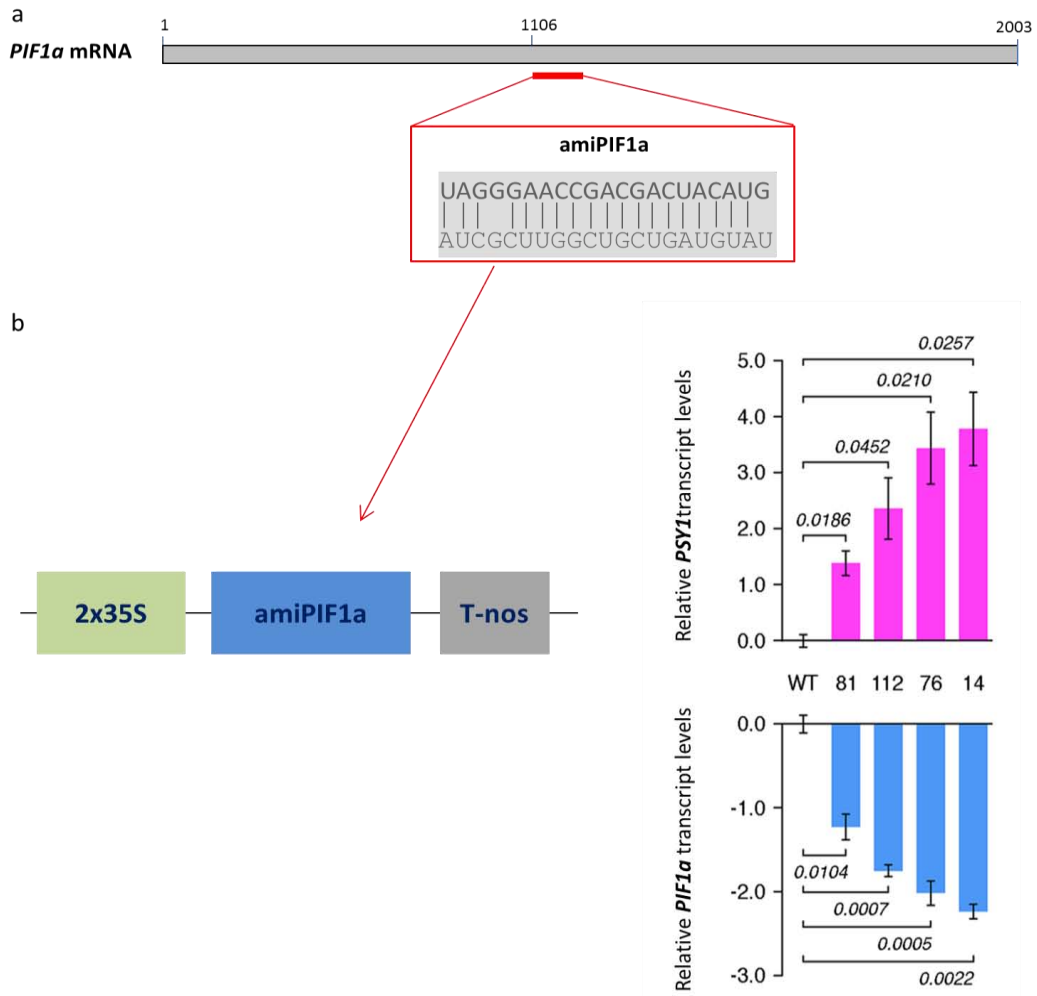 a
1 1106 2003
PIF1a mRNA
amiPIF1a
UAGGGAACCGACGACUACAUG
AUCGCUUGGCUGCUGAUGUAU
b
2x35S amiPIF1a T-nos
Relative PSY1transcript levels
5.0
4.0
3.0
2.0
1.0
0.0
0.0257
0.0210
0.0452
0.0186
WT 81 112 76 14
Relative PIF1a transcript levels
0.0
-1.0
-2.0
-3.0
0.0104
0.0007
0.0005
0.0022